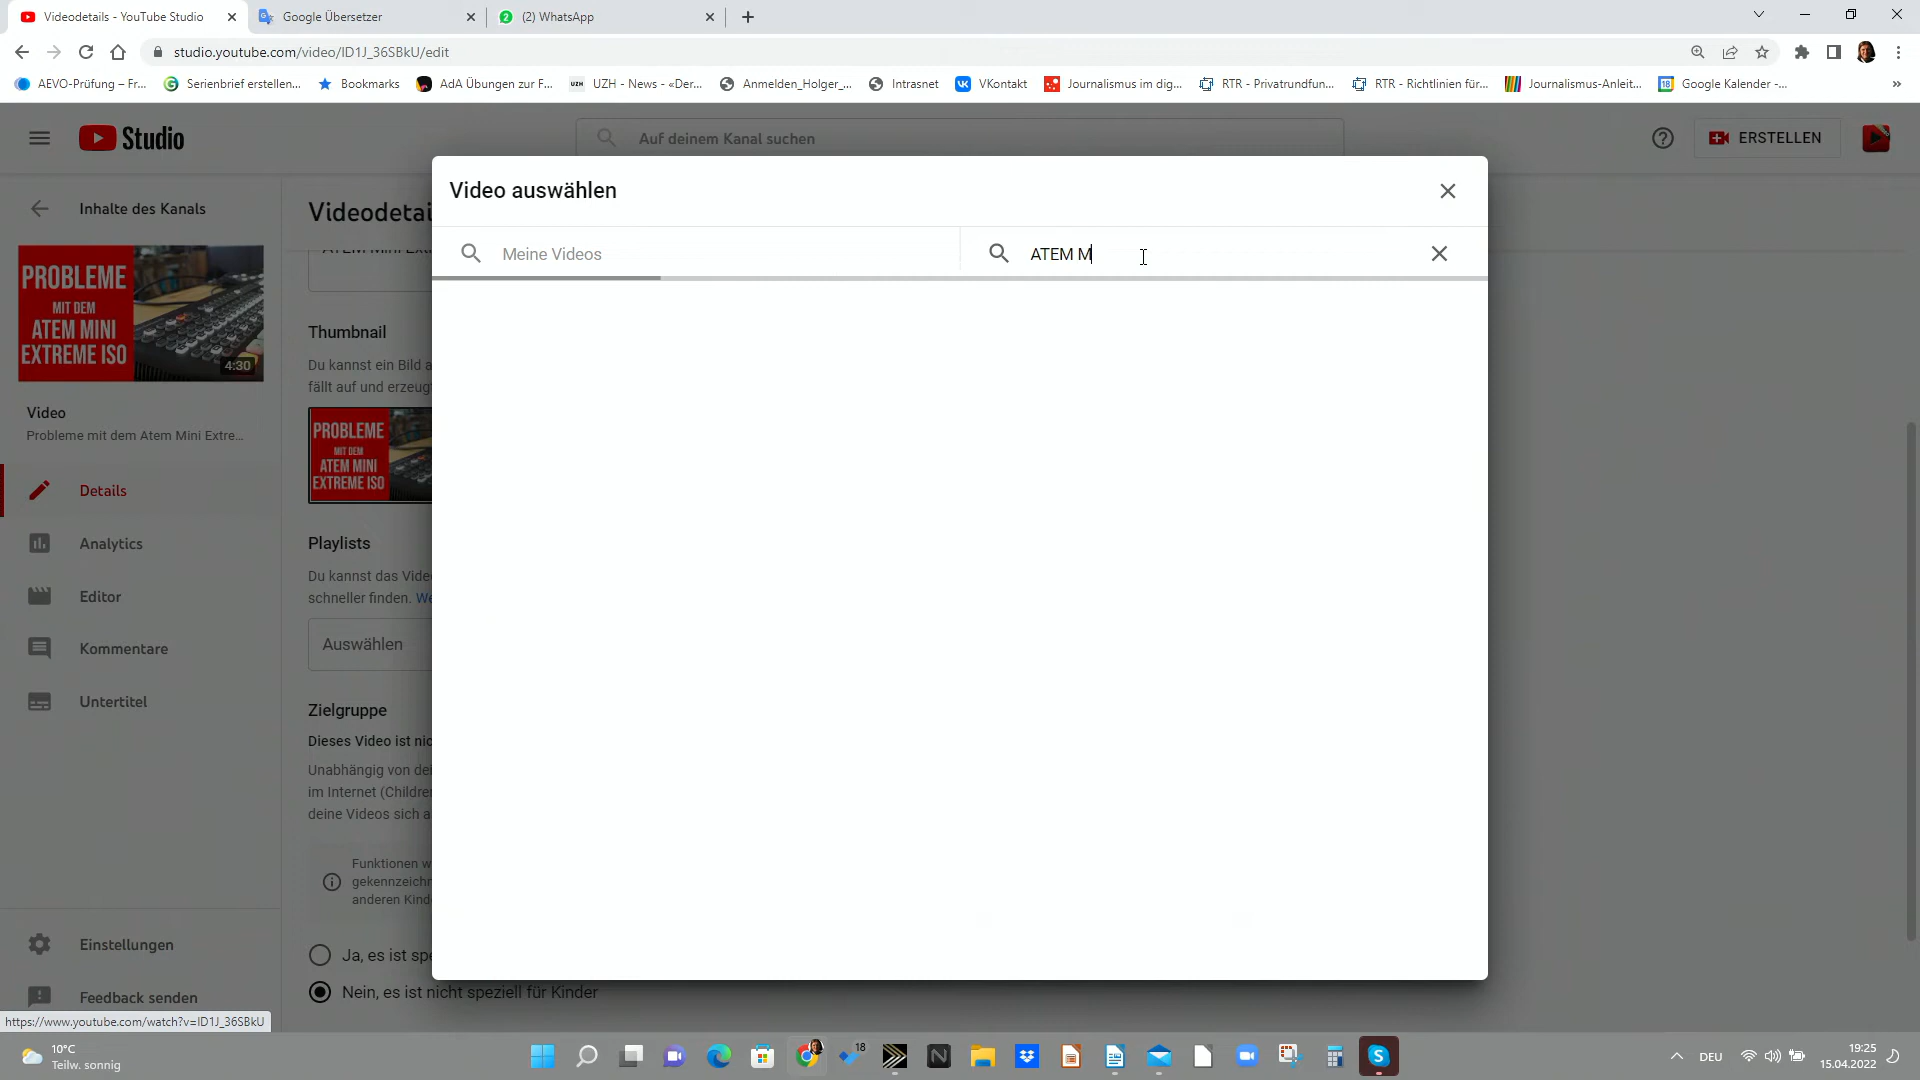 Videodetails - YouTube Studio
Google Übersetzer
(2) WhatsApp
studio.youtube.com/video/ID1J_36SBkU/edit
AEVO-Prüfung – Fr...
Serienbrief erstellen...
Bookmarks
AdA Übungen zur F...
UZH - News - «Der...
Anmelden_Holger_...
Intrasnet
VKontakt
Journalismus im dig...
RTR - Privatrundfun...
RTR - Richtlinien für...
Journalismus-Anleit...
Google Kalender -...
Studio
Auf deinem Kanal suchen
ERSTELLEN
Inhalte des Kanals
PROBLEME
MIT DEM
ATEM MINI
EXTREME ISO
4:30
Video
Probleme mit dem Atem Mini Extre...
Details
Analytics
Editor
Kommentare
Untertitel
Einstellungen
Feedback senden
https://www.youtube.com/watch?v=ID1J_36SBkU
Videodetai
Thumbnail
Du kannst ein Bild a
fällt auf und erzeug
PROBLEME
MIT DEM
ATEM MINI
EXTREME ISO
Playlists
Du kannst das Vide
schneller finden. We
Auswählen
Zielgruppe
Dieses Video ist nic
Unabhängig von dei
im Internet (Childre
deine Videos sich a
Funktionen w
gekennzeichn
anderen Kind
Ja, es ist spe
Nein, es ist nicht speziell für Kinder
Video auswählen
Meine Videos
ATEM M
10°C
Teilw. sonnig
18
DEU
19:25
15.04.2022